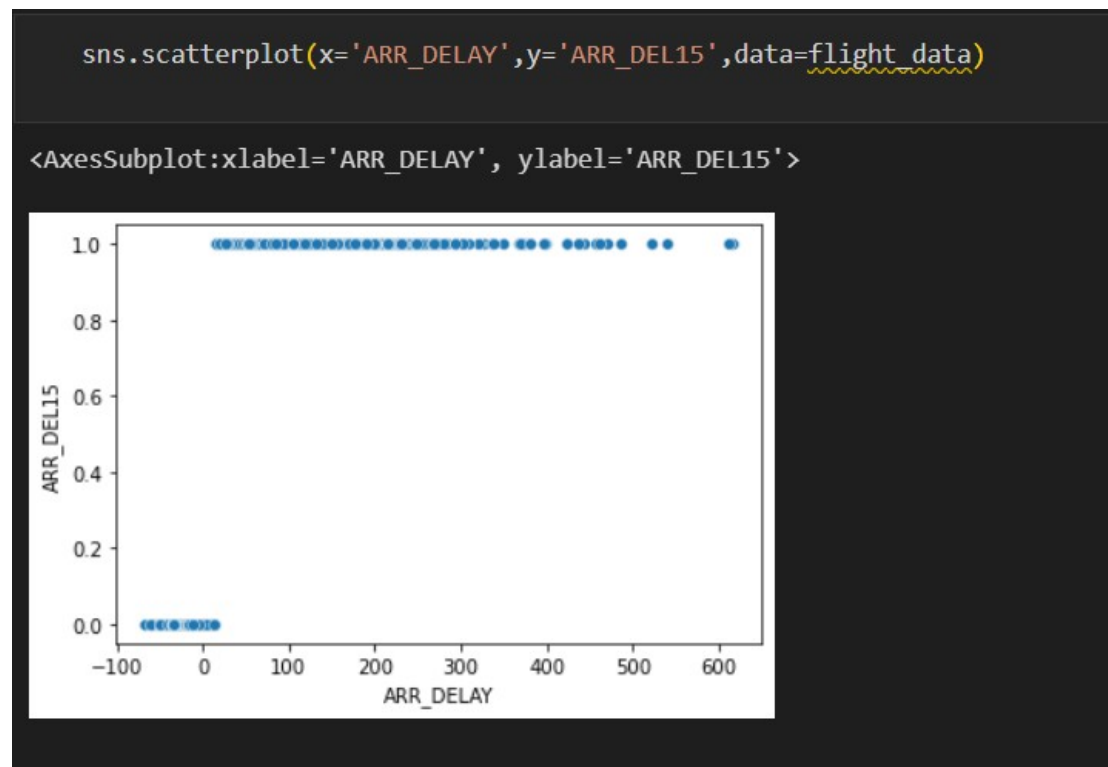 sns.scatterplot(x='ARR_DELAY',y='ARR_DEL15',data=flight_data)
<AxesSubplot:xlabel='ARR_DELAY', ylabel='ARR_DEL15'>
1.0
0.8
0.6
0.4
0.2
0.0
ARR_DEL15
−100 0 100 200 300 400 500 600
ARR_DELAY